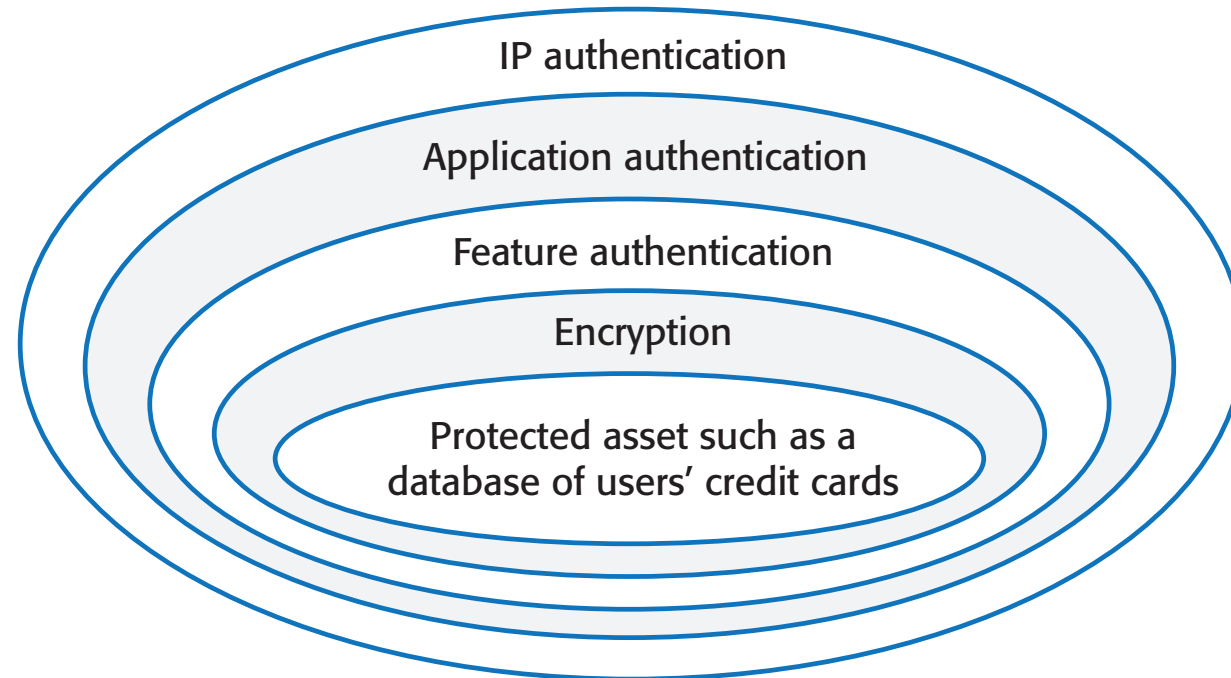 IP authentication
Application authentication
Feature authentication
Encryption
Protected asset such as a
database of users’ credit cards